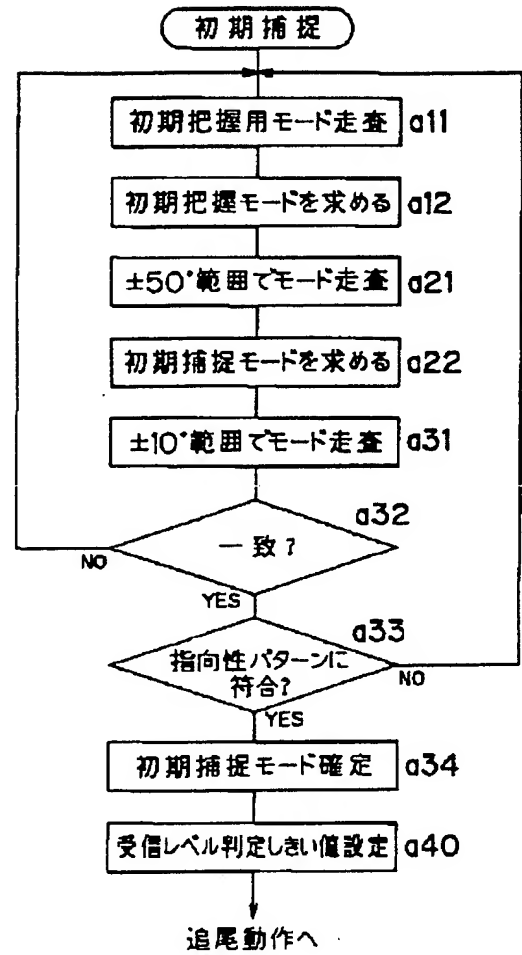 初期捕捉
初期把握用モード走査 a11
初期把握モードを求める a12
±50°範囲でモード走査 a21
初期捕捉モードを求める a22
±10°範囲でモード走査 a31
a32
一致?
NO
YES
a33
指向性パターンに
符合?
NO
YES
初期捕捉モード確定 a34
受信レベル判定しきい値設定 a40
追尾動作へ